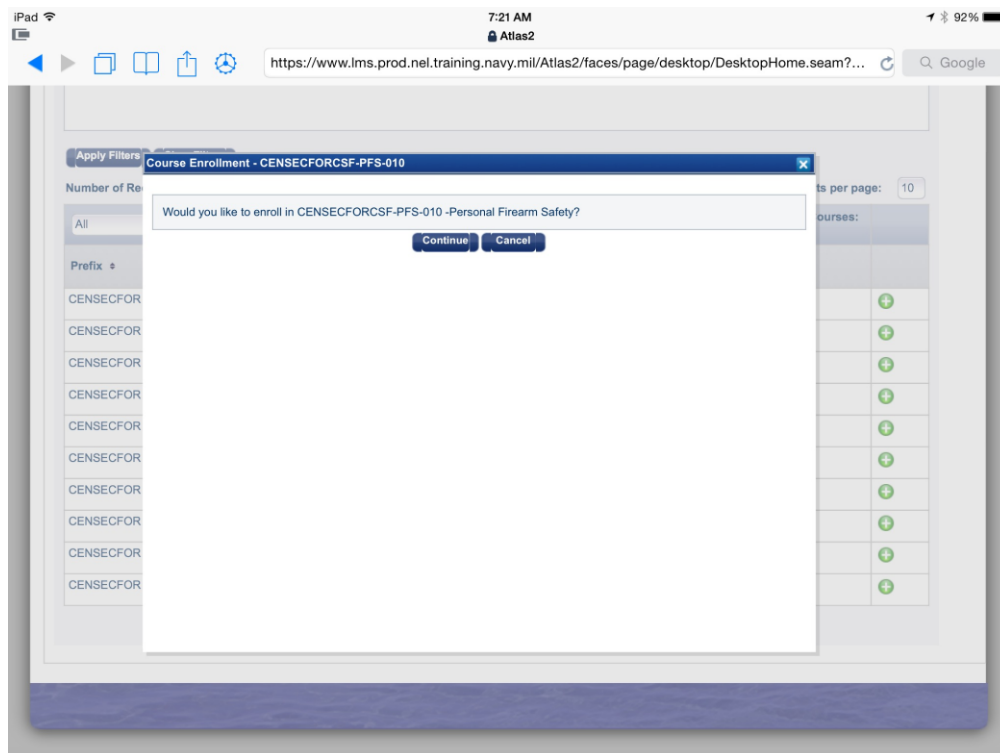 iPad 7:21 AM 92%
Atlas2
https://www.lms.prod.nel.training.navy.mil/Atlas2/faces/page/desktop/DesktopHome.seam?... Google
Apply Filters
Course Enrollment - CENSECFORCSF-PFS-010
Number of Re ts per page: 10
Would you like to enroll in CENSECFORCSF-PFS-010 -Personal Firearm Safety?
All ourses:
Continue Cancel
Prefix
CENSECFOR
CENSECFOR
CENSECFOR
CENSECFOR
CENSECFOR
CENSECFOR
CENSECFOR
CENSECFOR
CENSECFOR
CENSECFOR